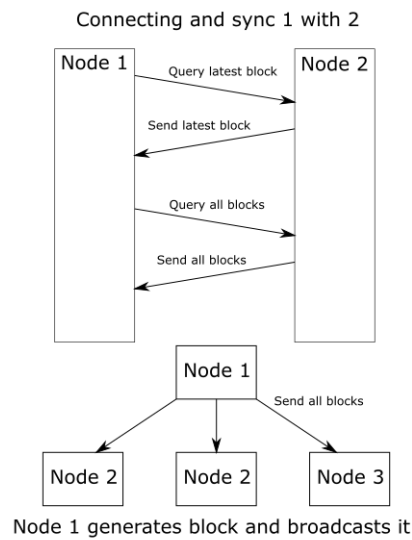 Connecting and sync 1 with 2
Node 1
Node 2
Query latest block
Send latest block
Query all blocks
Send all blocks
Node 1
Send all blocks
Node 2
Node 2
Node 3
Node 1 generates block and broadcasts it